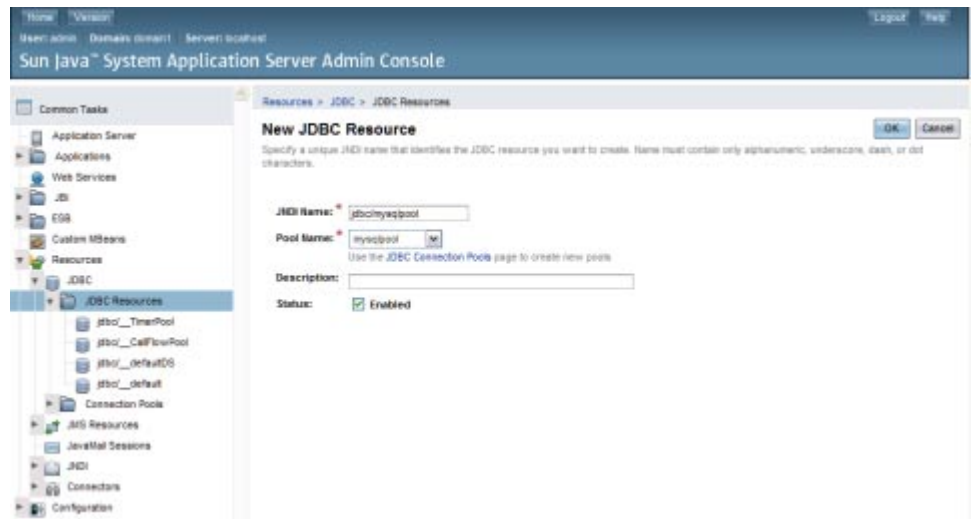 Home Version Logout Help
User: admin Domain: domain1 Server: localhost
Sun Java™ System Application Server Admin Console
Common Tasks
Application Server
Applications
Web Services
JBI
ESB
Custom MBeans
Resources
JDBC
JDBC Resources
jdbc/__TimerPool
jdbc/__CallFlowPool
jdbc/__defaultDS
jdbc/__default
Connection Pools
JMS Resources
JavaMail Sessions
JNDI
Connectors
Configuration
Resources > JDBC > JDBC Resources
New JDBC Resource
OK Cancel
Specify a unique JNDI name that identifies the JDBC resource you want to create. Name must contain only alphanumeric, underscore, dash, or dot
characters.
JNDI Name: * jdbc/mysqlpool
Pool Name: * mysqlpool
Use the JDBC Connection Pools page to create new pools
Description:
Status: Enabled